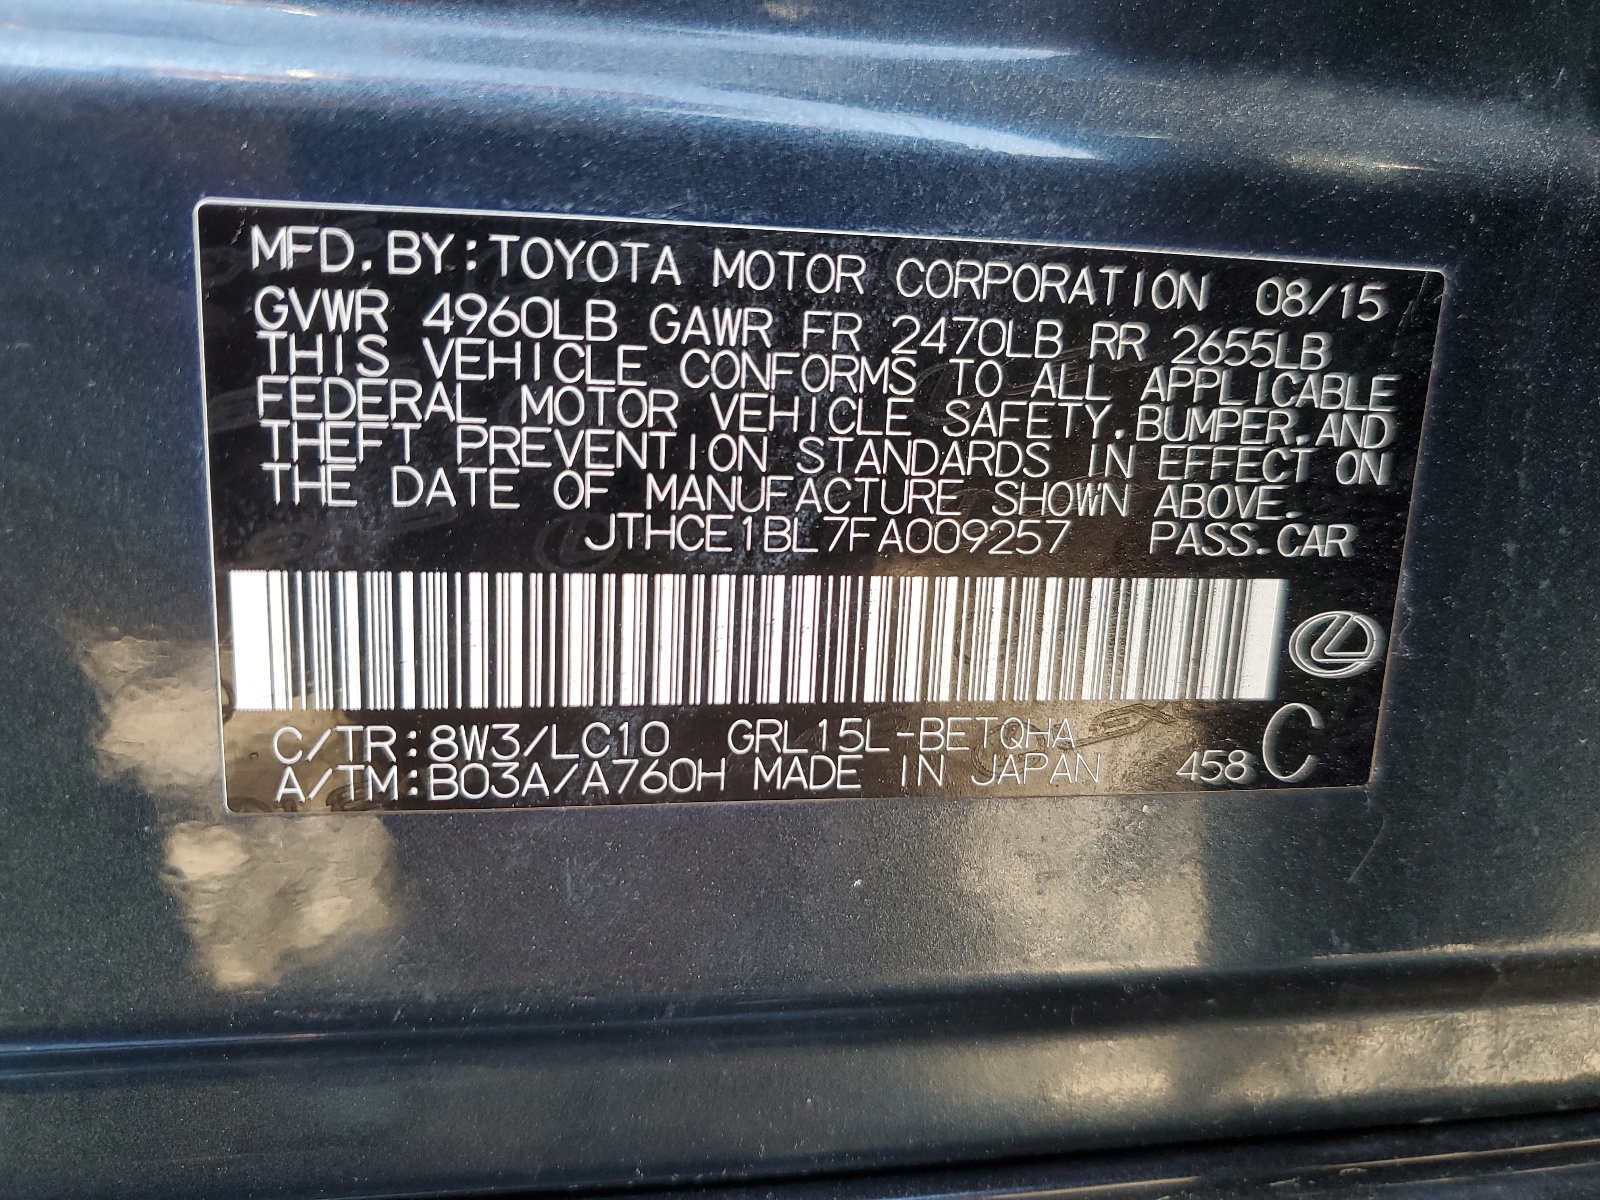 MFD. BY: TOYOTA MOTOR CORPORATION 08/15
GVWR 4960LB GAWR FR 2470LB RR 2655LB
THIS VEHICLE CONFORMS TO ALL APPLICABLE
FEDERAL MOTOR VEHICLE SAFETY, BUMPER, AND
THEFT PREVENTION STANDARDS IN EFFECT ON
THE DATE OF MANUFACTURE SHOWN ABOVE.
JTHCE1BL7FA009257 PASS. CAR
C/TR: 8W3/LC10 GRL15L-BETQHA
A/TM: B03A/A760H MADE IN JAPAN 458 C